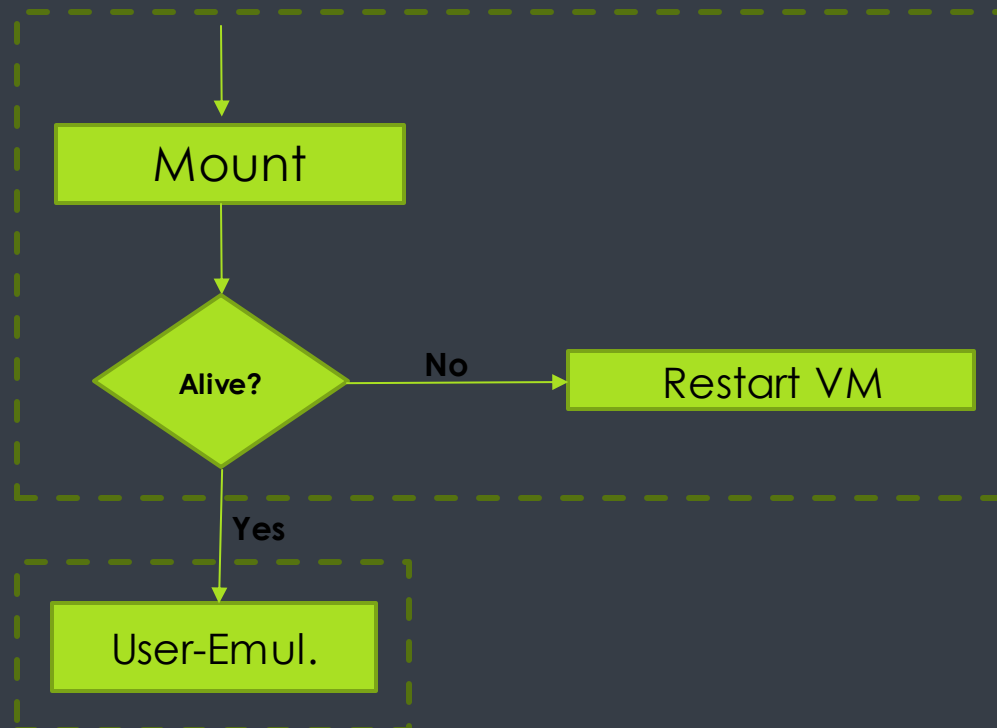 Mount
Alive?
No
Restart VM
Yes
User-Emul.